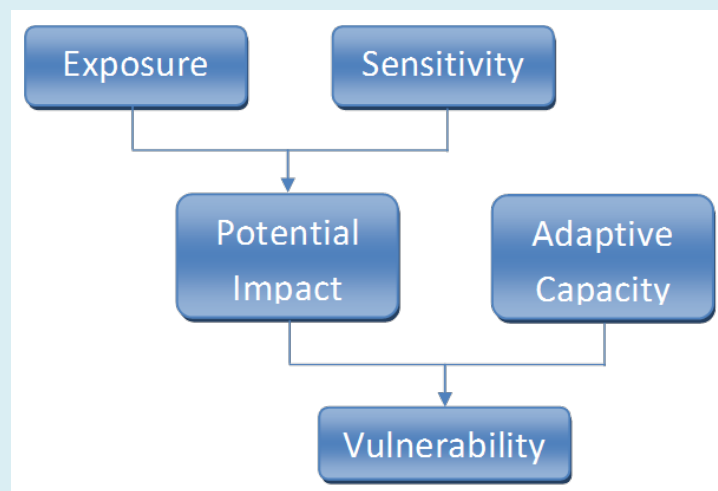 Exposure
Sensitivity
Potential
Impact
Adaptive
Capacity
Vulnerability